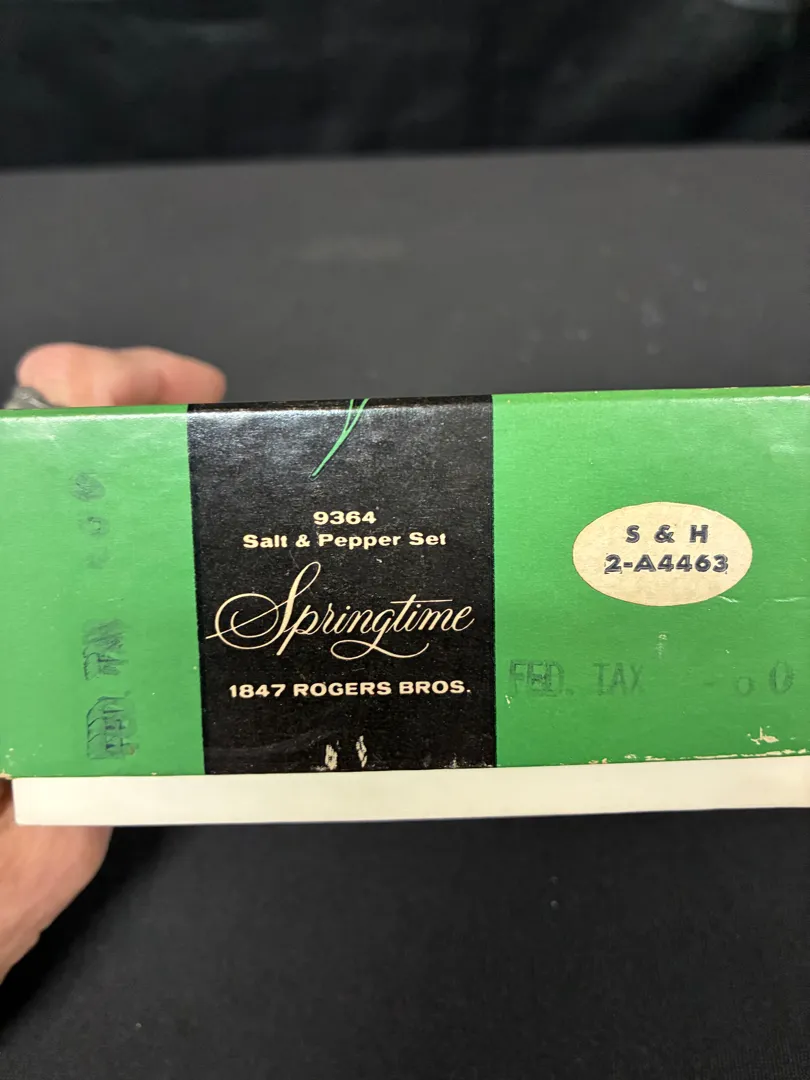 9364
Salt & Pepper Set
Springtime
1847 ROGERS BROS.
S & H
2-A4463
FED. TAX